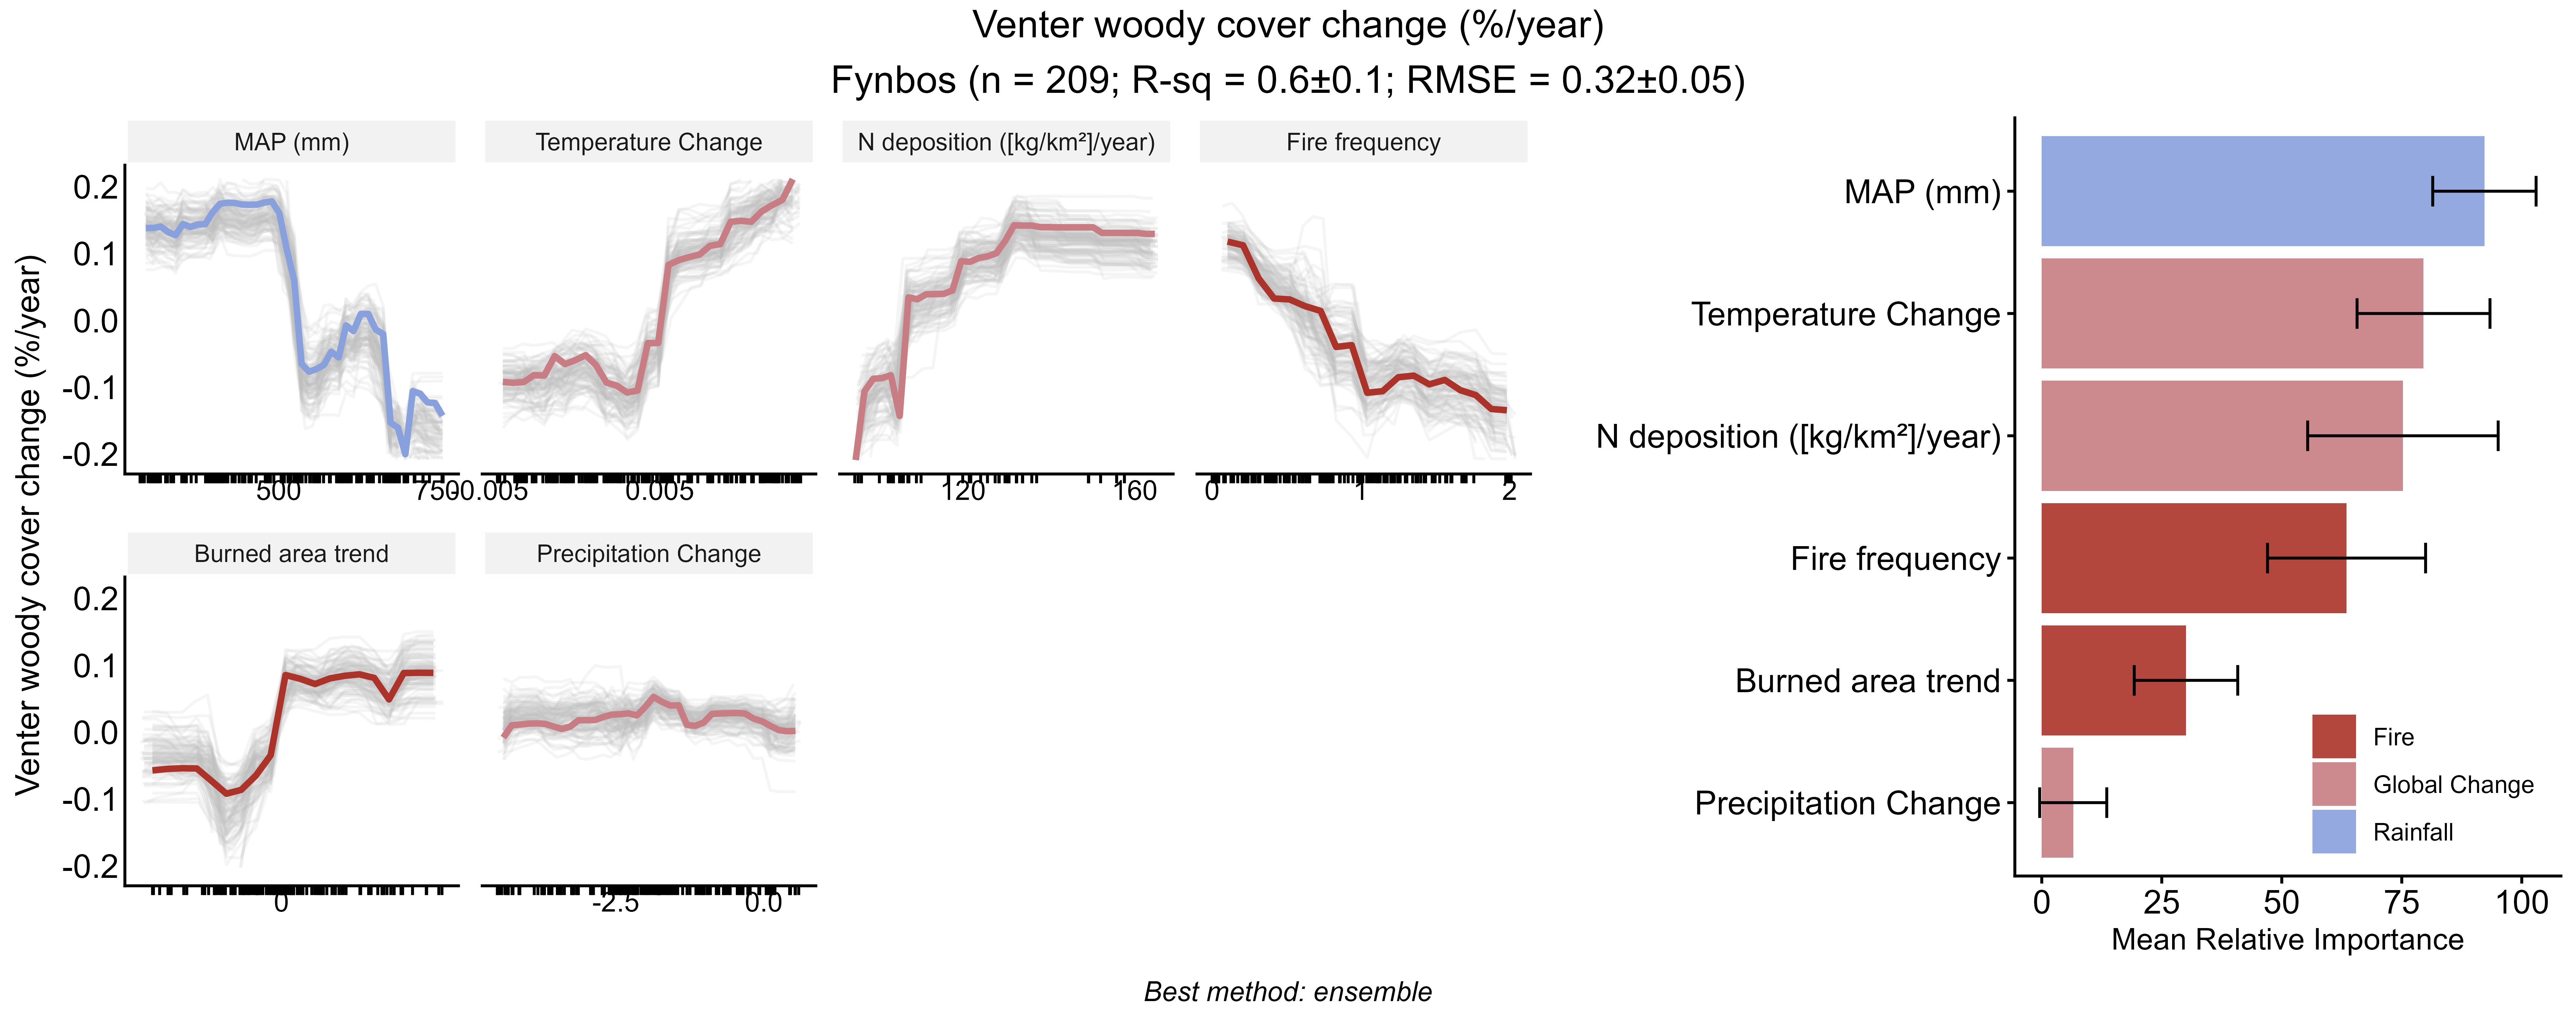 Venter woody cover change (%/year)
Fynbos (n = 209; R-sq = 0.6±0.1; RMSE = 0.32±0.05)
Venter woody cover change (%/year)
MAP (mm)
Temperature Change
N deposition ([kg/km²]/year)
Fire frequency
0.2
0.1
0.0
-0.1
-0.2
500
750
-0.005
0.005
120
160
0
1
2
Burned area trend
Precipitation Change
0.2
0.1
0.0
-0.1
-0.2
0
-2.5
0.0
MAP (mm)
Temperature Change
N deposition ([kg/km²]/year)
Fire frequency
Burned area trend
Precipitation Change
Fire
Global Change
Rainfall
0
25
50
75
100
Mean Relative Importance
Best method: ensemble